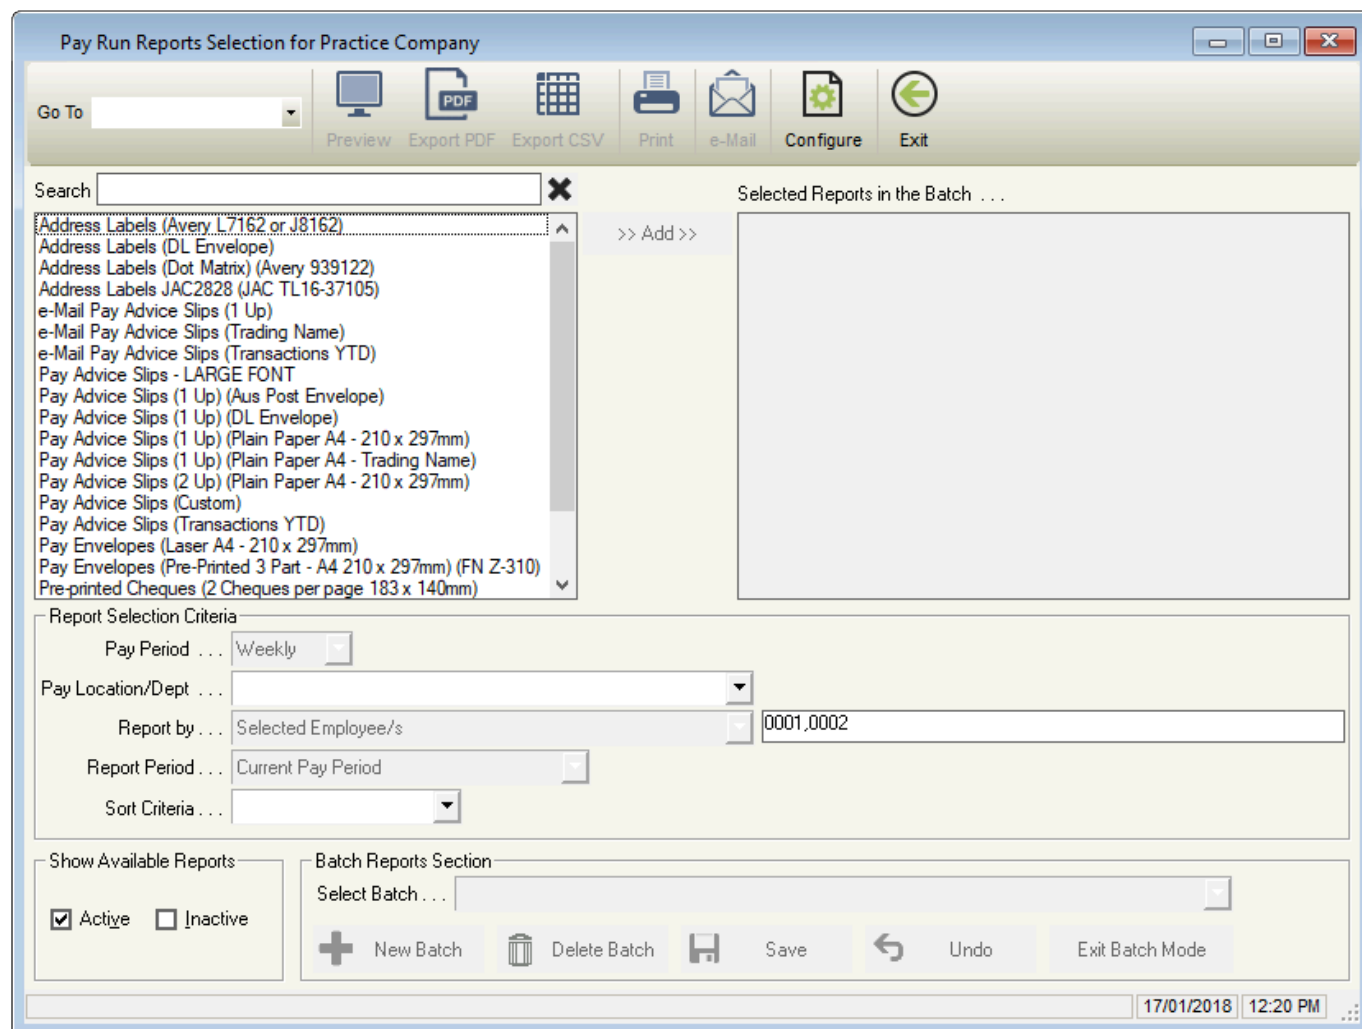 Pay Run Reports Selection for Practice Company
Go To
Preview
Export PDF
PDF
Export CSV
Print
e-Mail
Configure
Exit
Search
Selected Reports in the Batch . . .
Address Labels (Avery L7162 or J8162)
Address Labels (DL Envelope)
Address Labels (Dot Matrix) (Avery 939122)
Address Labels JAC2828 (JAC TL16-37105)
e-Mail Pay Advice Slips (1 Up)
e-Mail Pay Advice Slips (Trading Name)
e-Mail Pay Advice Slips (Transactions YTD)
Pay Advice Slips - LARGE FONT
Pay Advice Slips (1 Up) (Aus Post Envelope)
Pay Advice Slips (1 Up) (DL Envelope)
Pay Advice Slips (1 Up) (Plain Paper A4 - 210 x 297mm)
Pay Advice Slips (1 Up) (Plain Paper A4 - Trading Name)
Pay Advice Slips (2 Up) (Plain Paper A4 - 210 x 297mm)
Pay Advice Slips (Custom)
Pay Advice Slips (Transactions YTD)
Pay Envelopes (Laser A4 - 210 x 297mm)
Pay Envelopes (Pre-Printed 3 Part - A4 210 x 297mm) (FN Z-310)
Pre-printed Cheques (2 Cheques per page 183 x 140mm)
>> Add >>
Report Selection Criteria
Pay Period . . . Weekly
Pay Location/Dept . . .
Report by . . . Selected Employee/s 0001,0002
Report Period . . . Current Pay Period
Sort Criteria . . .
Show Available Reports
Active Inactive
Batch Reports Section
Select Batch . . .
New Batch Delete Batch Save Undo Exit Batch Mode
17/01/2018 12:20 PM